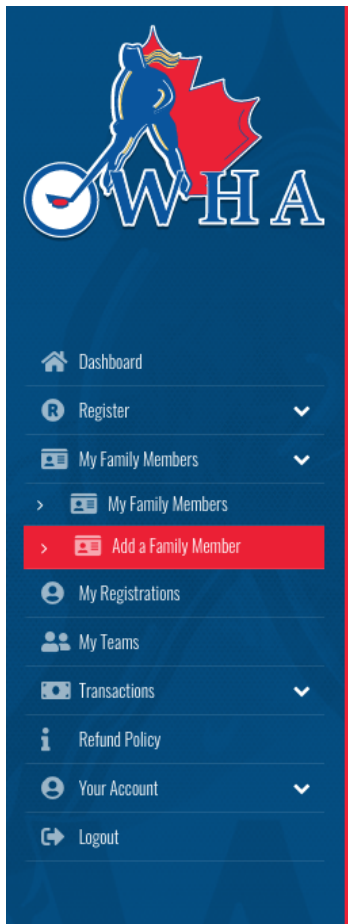 OWHA
Dashboard
R Register
My Family Members
My Family Members
Add a Family Member
My Registrations
My Teams
Transactions
Refund Policy
Your Account
Logout